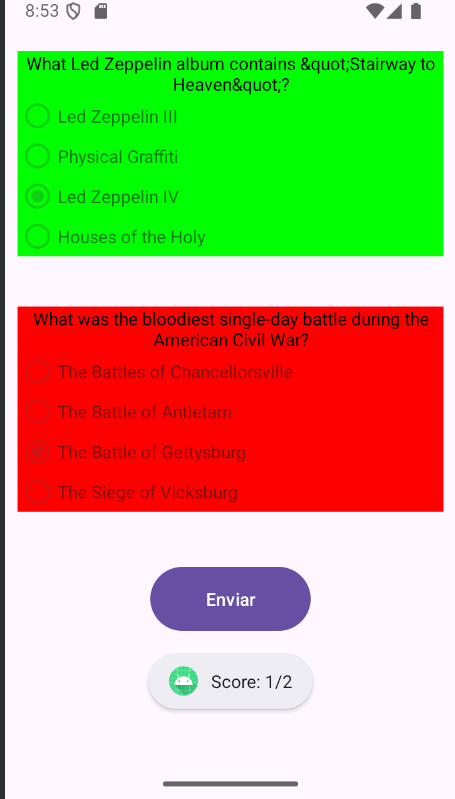 8:53
What Led Zeppelin album contains &quot;Stairway to
Heaven&quot;?
Led Zeppelin III
Physical Graffiti
Led Zeppelin IV
Houses of the Holy
What was the bloodiest single-day battle during the
American Civil War?
The Battles of Chancellorsville
The Battle of Antietam
The Battle of Gettysburg
The Siege of Vicksburg
Enviar
Score: 1/2